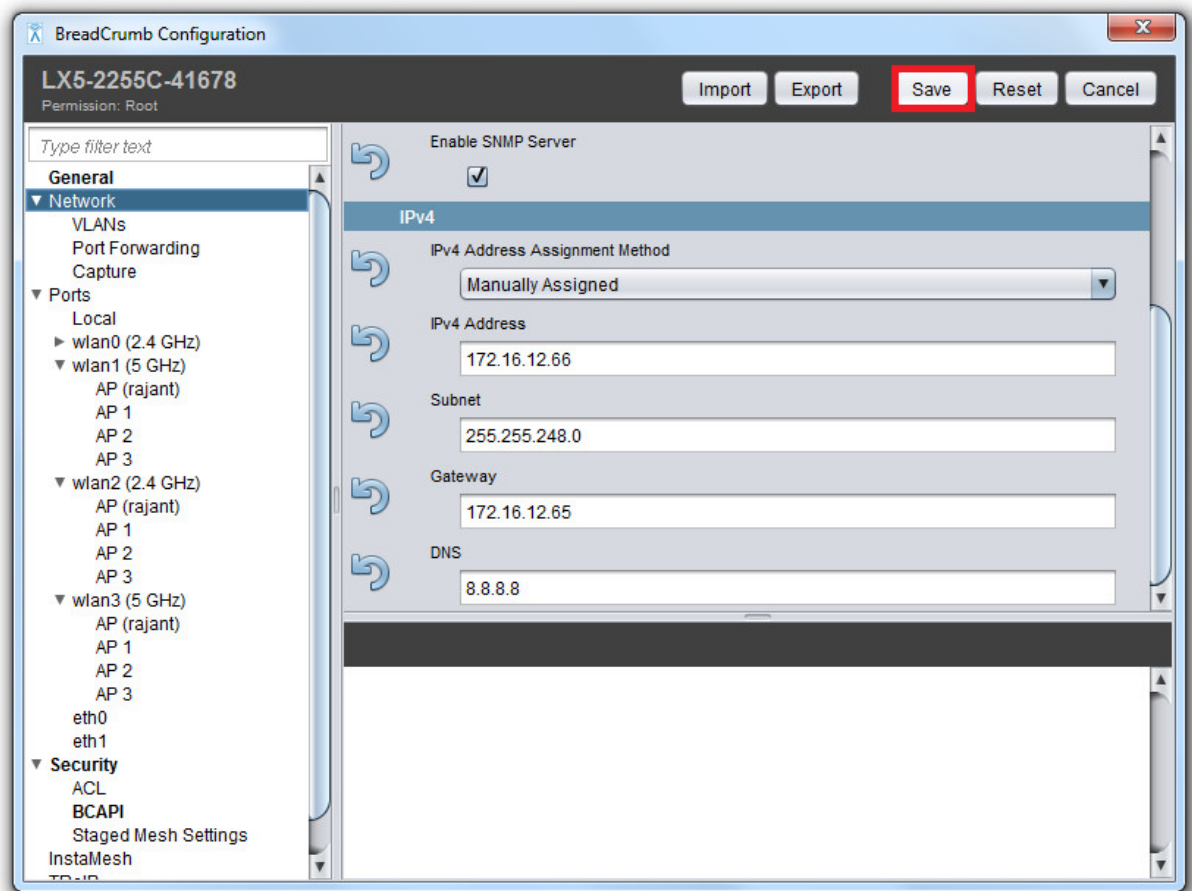 BreadCrumb Configuration
LX5-2255C-41678
Permission: Root
Import
Export
Save
Reset
Cancel
Type filter text
General
Network
VLANs
Port Forwarding
Capture
Ports
Local
wlan0 (2.4 GHz)
wlan1 (5 GHz)
AP (rajant)
AP 1
AP 2
AP 3
wlan2 (2.4 GHz)
AP (rajant)
AP 1
AP 2
AP 3
wlan3 (5 GHz)
AP (rajant)
AP 1
AP 2
AP 3
eth0
eth1
Security
ACL
BCAPI
Staged Mesh Settings
InstaMesh
Enable SNMP Server
IPv4
IPv4 Address Assignment Method
Manually Assigned
IPv4 Address
172.16.12.66
Subnet
255.255.248.0
Gateway
172.16.12.65
DNS
8.8.8.8